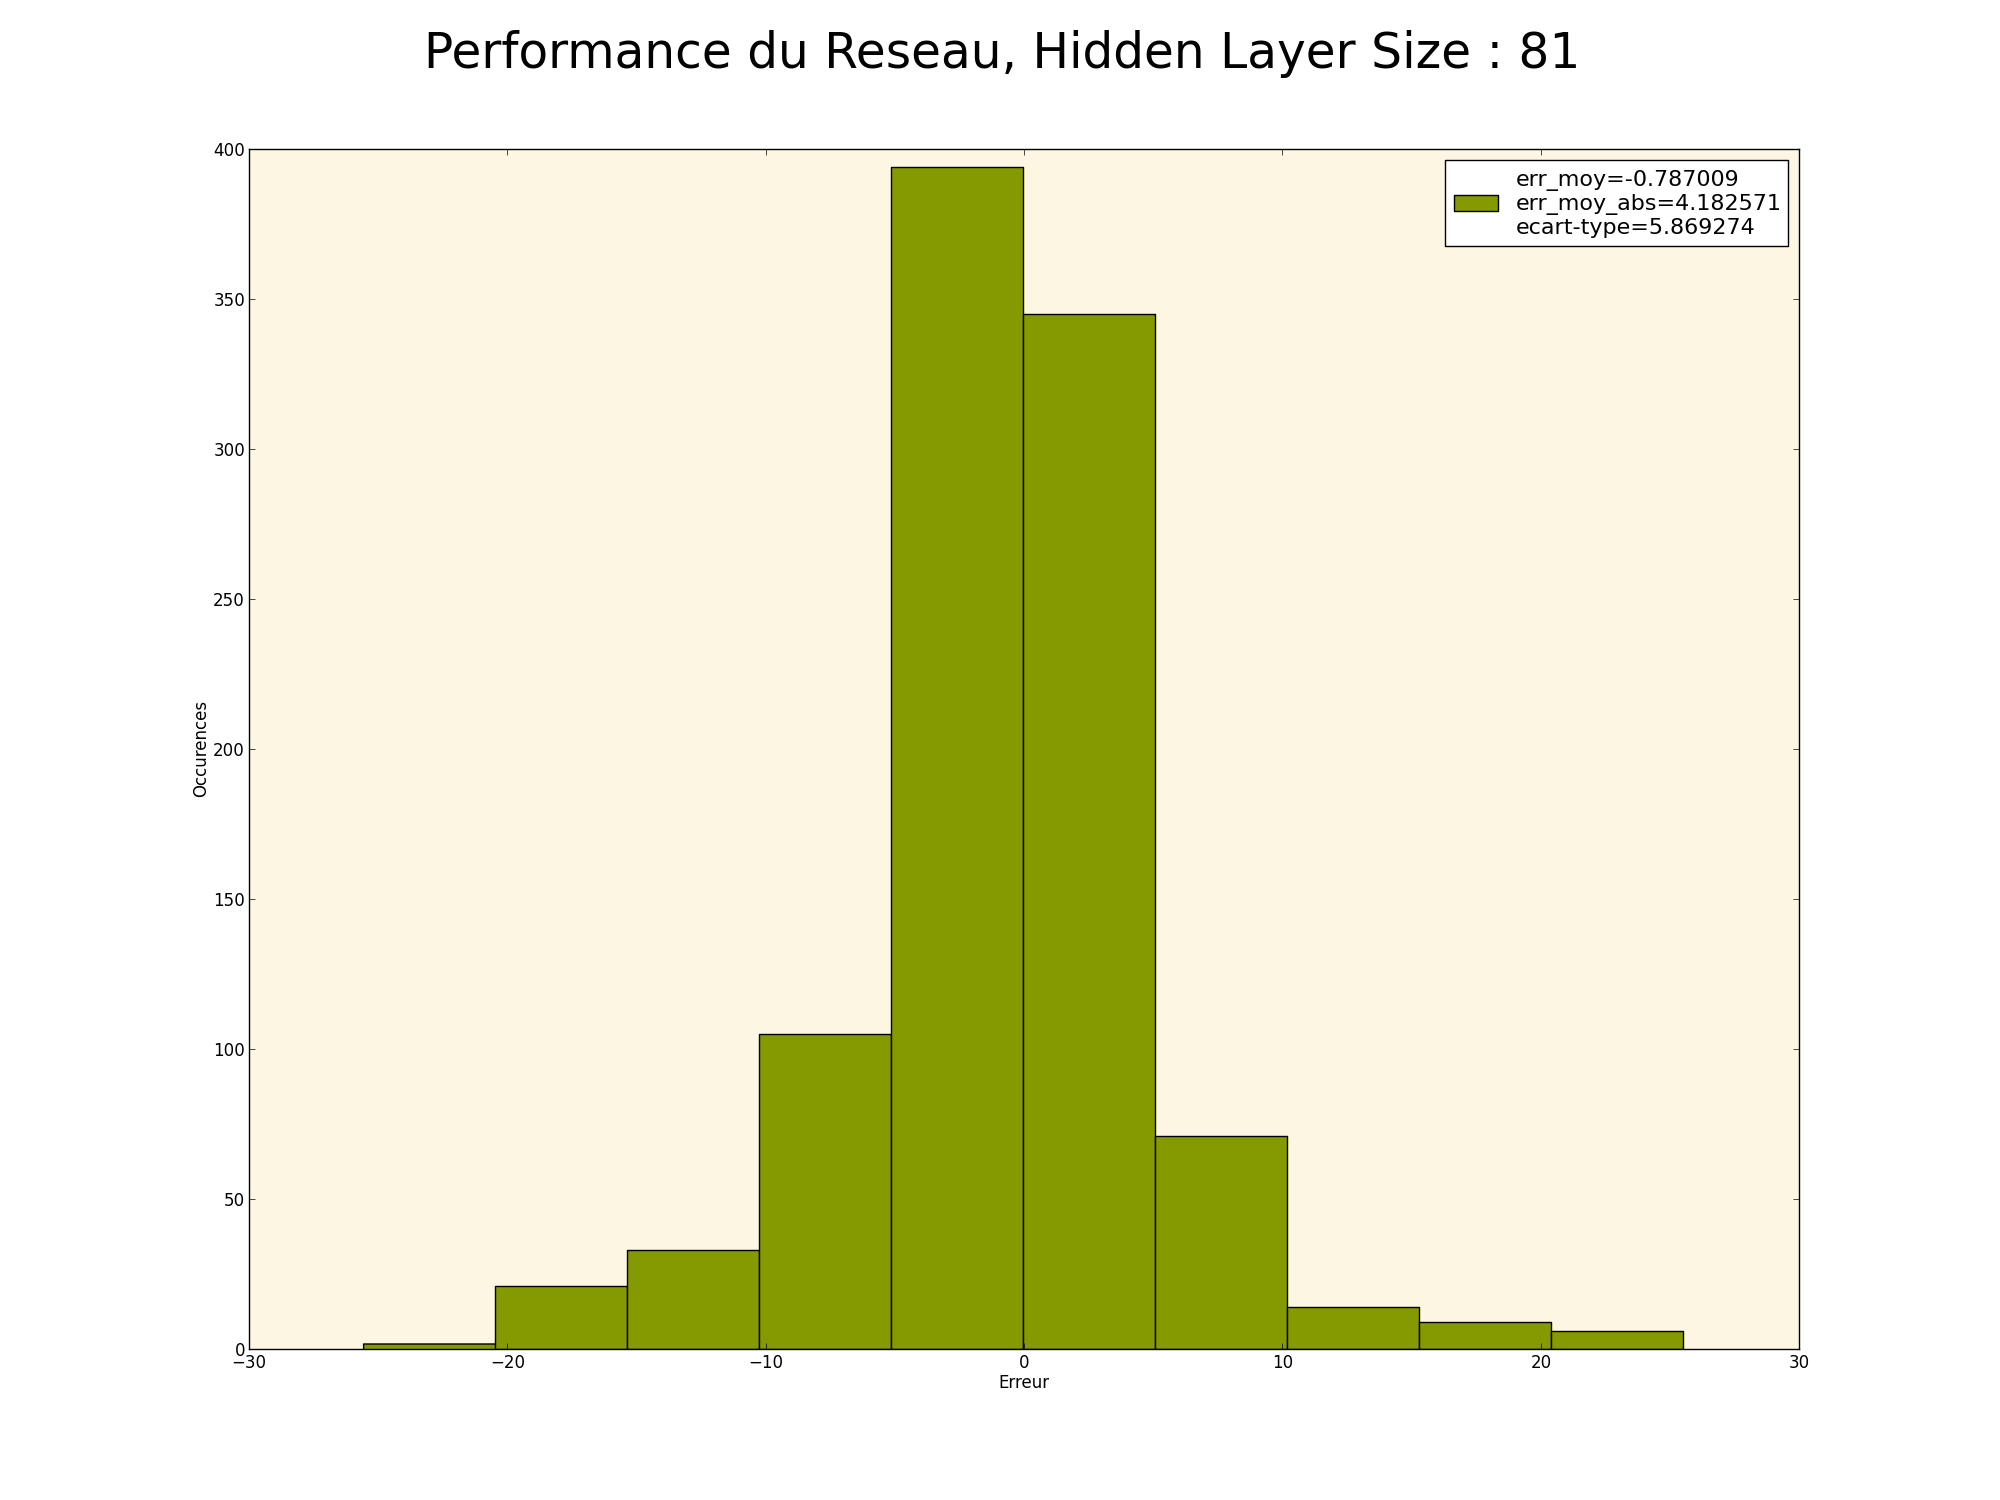 Performance du Reseau, Hidden Layer Size : 81
400
350
300
250
200
150
100
50
0
Occurences
err_moy=-0.787009
err_moy_abs=4.182571
ecart-type=5.869274
−30 −20 −10 0 10 20 30
Erreur